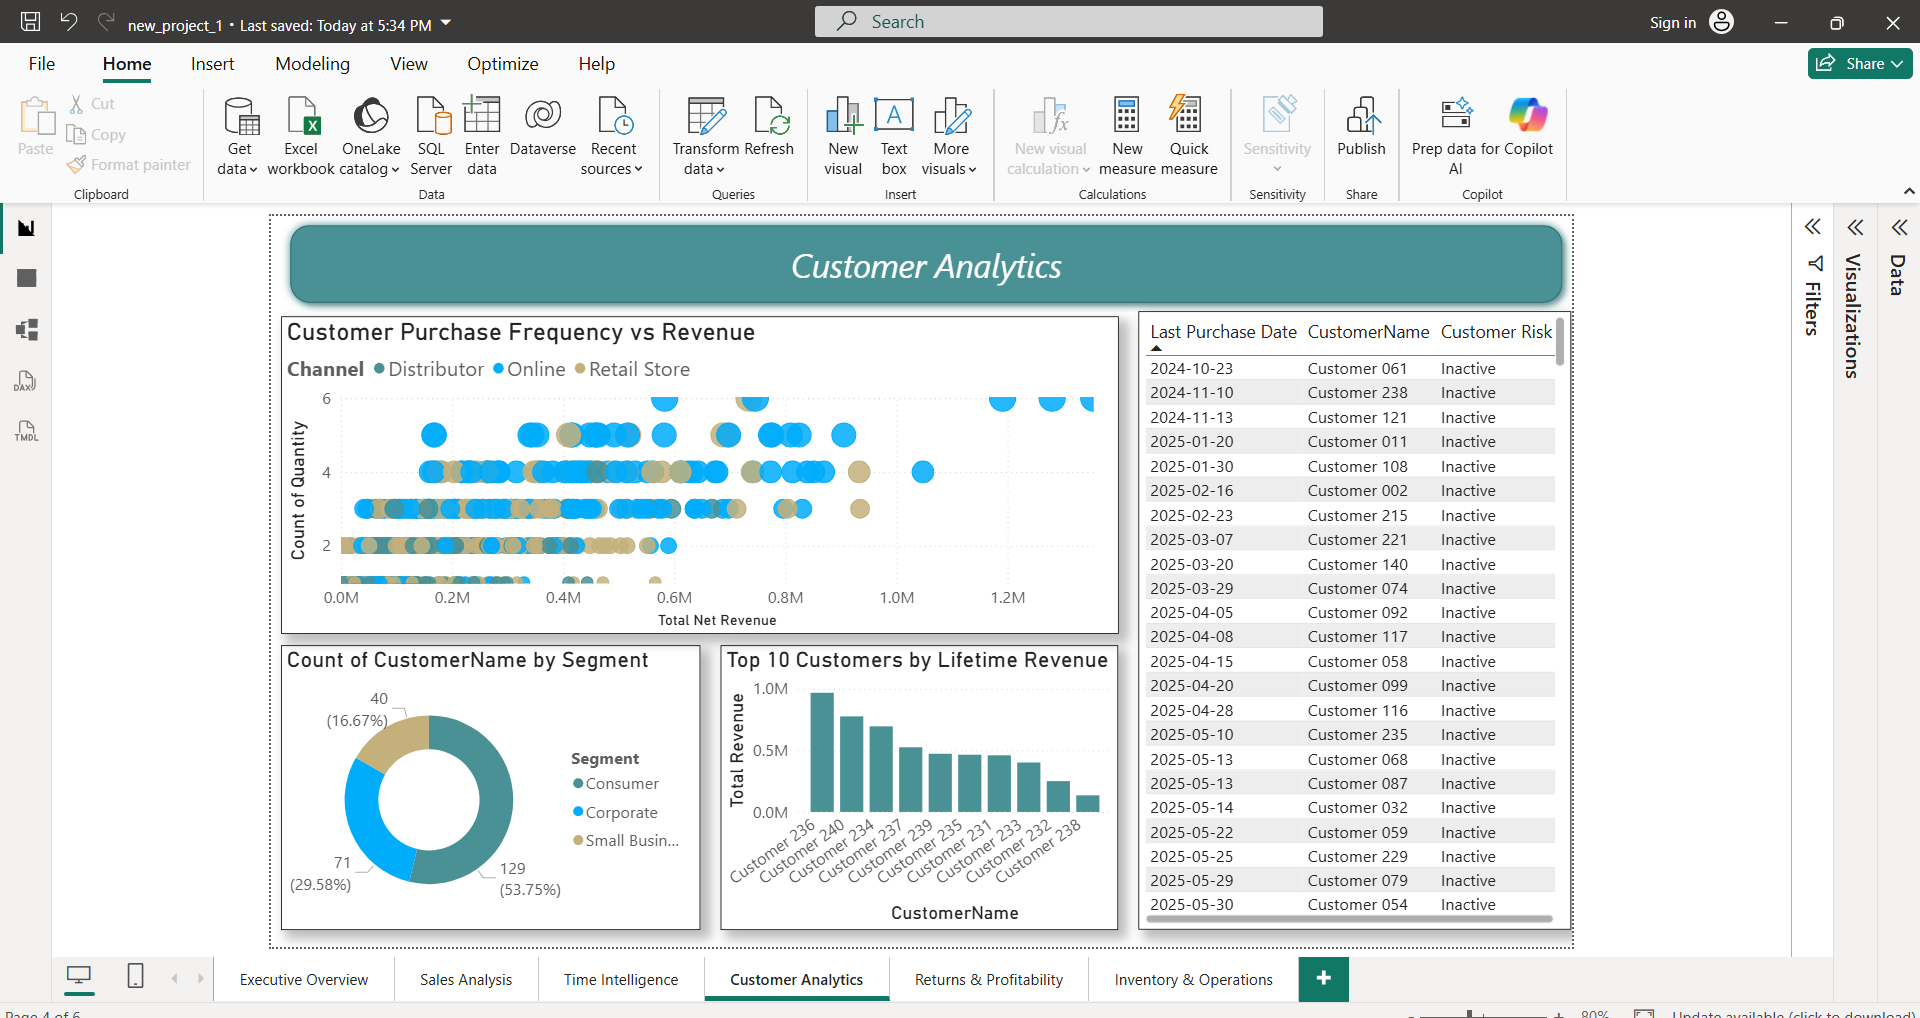 new_project_1 • Last saved: Today at 5:34 PM
Search
Sign in
File
Home
Insert
Modeling
View
Optimize
Help
Share
Paste
Cut
Copy
Format painter
Clipboard
Get data
Excel workbook
OneLake catalog
SQL Server
Enter data
Dataverse
Recent sources
Data
Transform data
Refresh
Queries
New visual
Text box
More visuals
Insert
New visual calculation
New measure
Quick measure
Calculations
Sensitivity
Sensitivity
Publish
Share
Prep data for AI
Copilot
Copilot
DAX
TMDL
Customer Analytics
Customer Purchase Frequency vs Revenue
Channel Distributor Online Retail Store
Count of Quantity
6
4
2
0.0M 0.2M 0.4M 0.6M 0.8M 1.0M 1.2M
Total Net Revenue
Count of CustomerName by Segment
40
(16.67%)
71
(29.58%)
129
(53.75%)
Segment
Consumer
Corporate
Small Busin...
Top 10 Customers by Lifetime Revenue
Total Revenue
1.0M
0.5M
0.0M
Customer 236
Customer 240
Customer 234
Customer 237
Customer 239
Customer 235
Customer 231
Customer 233
Customer 232
Customer 238
CustomerName
Last Purchase Date CustomerName Customer Risk
2024-10-23 Customer 061 Inactive
2024-11-10 Customer 238 Inactive
2024-11-13 Customer 121 Inactive
2025-01-20 Customer 011 Inactive
2025-01-30 Customer 108 Inactive
2025-02-16 Customer 002 Inactive
2025-02-23 Customer 215 Inactive
2025-03-07 Customer 221 Inactive
2025-03-20 Customer 140 Inactive
2025-03-29 Customer 074 Inactive
2025-04-05 Customer 092 Inactive
2025-04-08 Customer 117 Inactive
2025-04-15 Customer 058 Inactive
2025-04-20 Customer 099 Inactive
2025-04-28 Customer 116 Inactive
2025-05-10 Customer 235 Inactive
2025-05-13 Customer 068 Inactive
2025-05-13 Customer 087 Inactive
2025-05-14 Customer 032 Inactive
2025-05-22 Customer 059 Inactive
2025-05-25 Customer 229 Inactive
2025-05-29 Customer 079 Inactive
2025-05-30 Customer 054 Inactive
Filters
Visualizations
Data
Executive Overview
Sales Analysis
Time Intelligence
Customer Analytics
Returns & Profitability
Inventory & Operations
Page 4 of 6
80%
Update available (click to download)